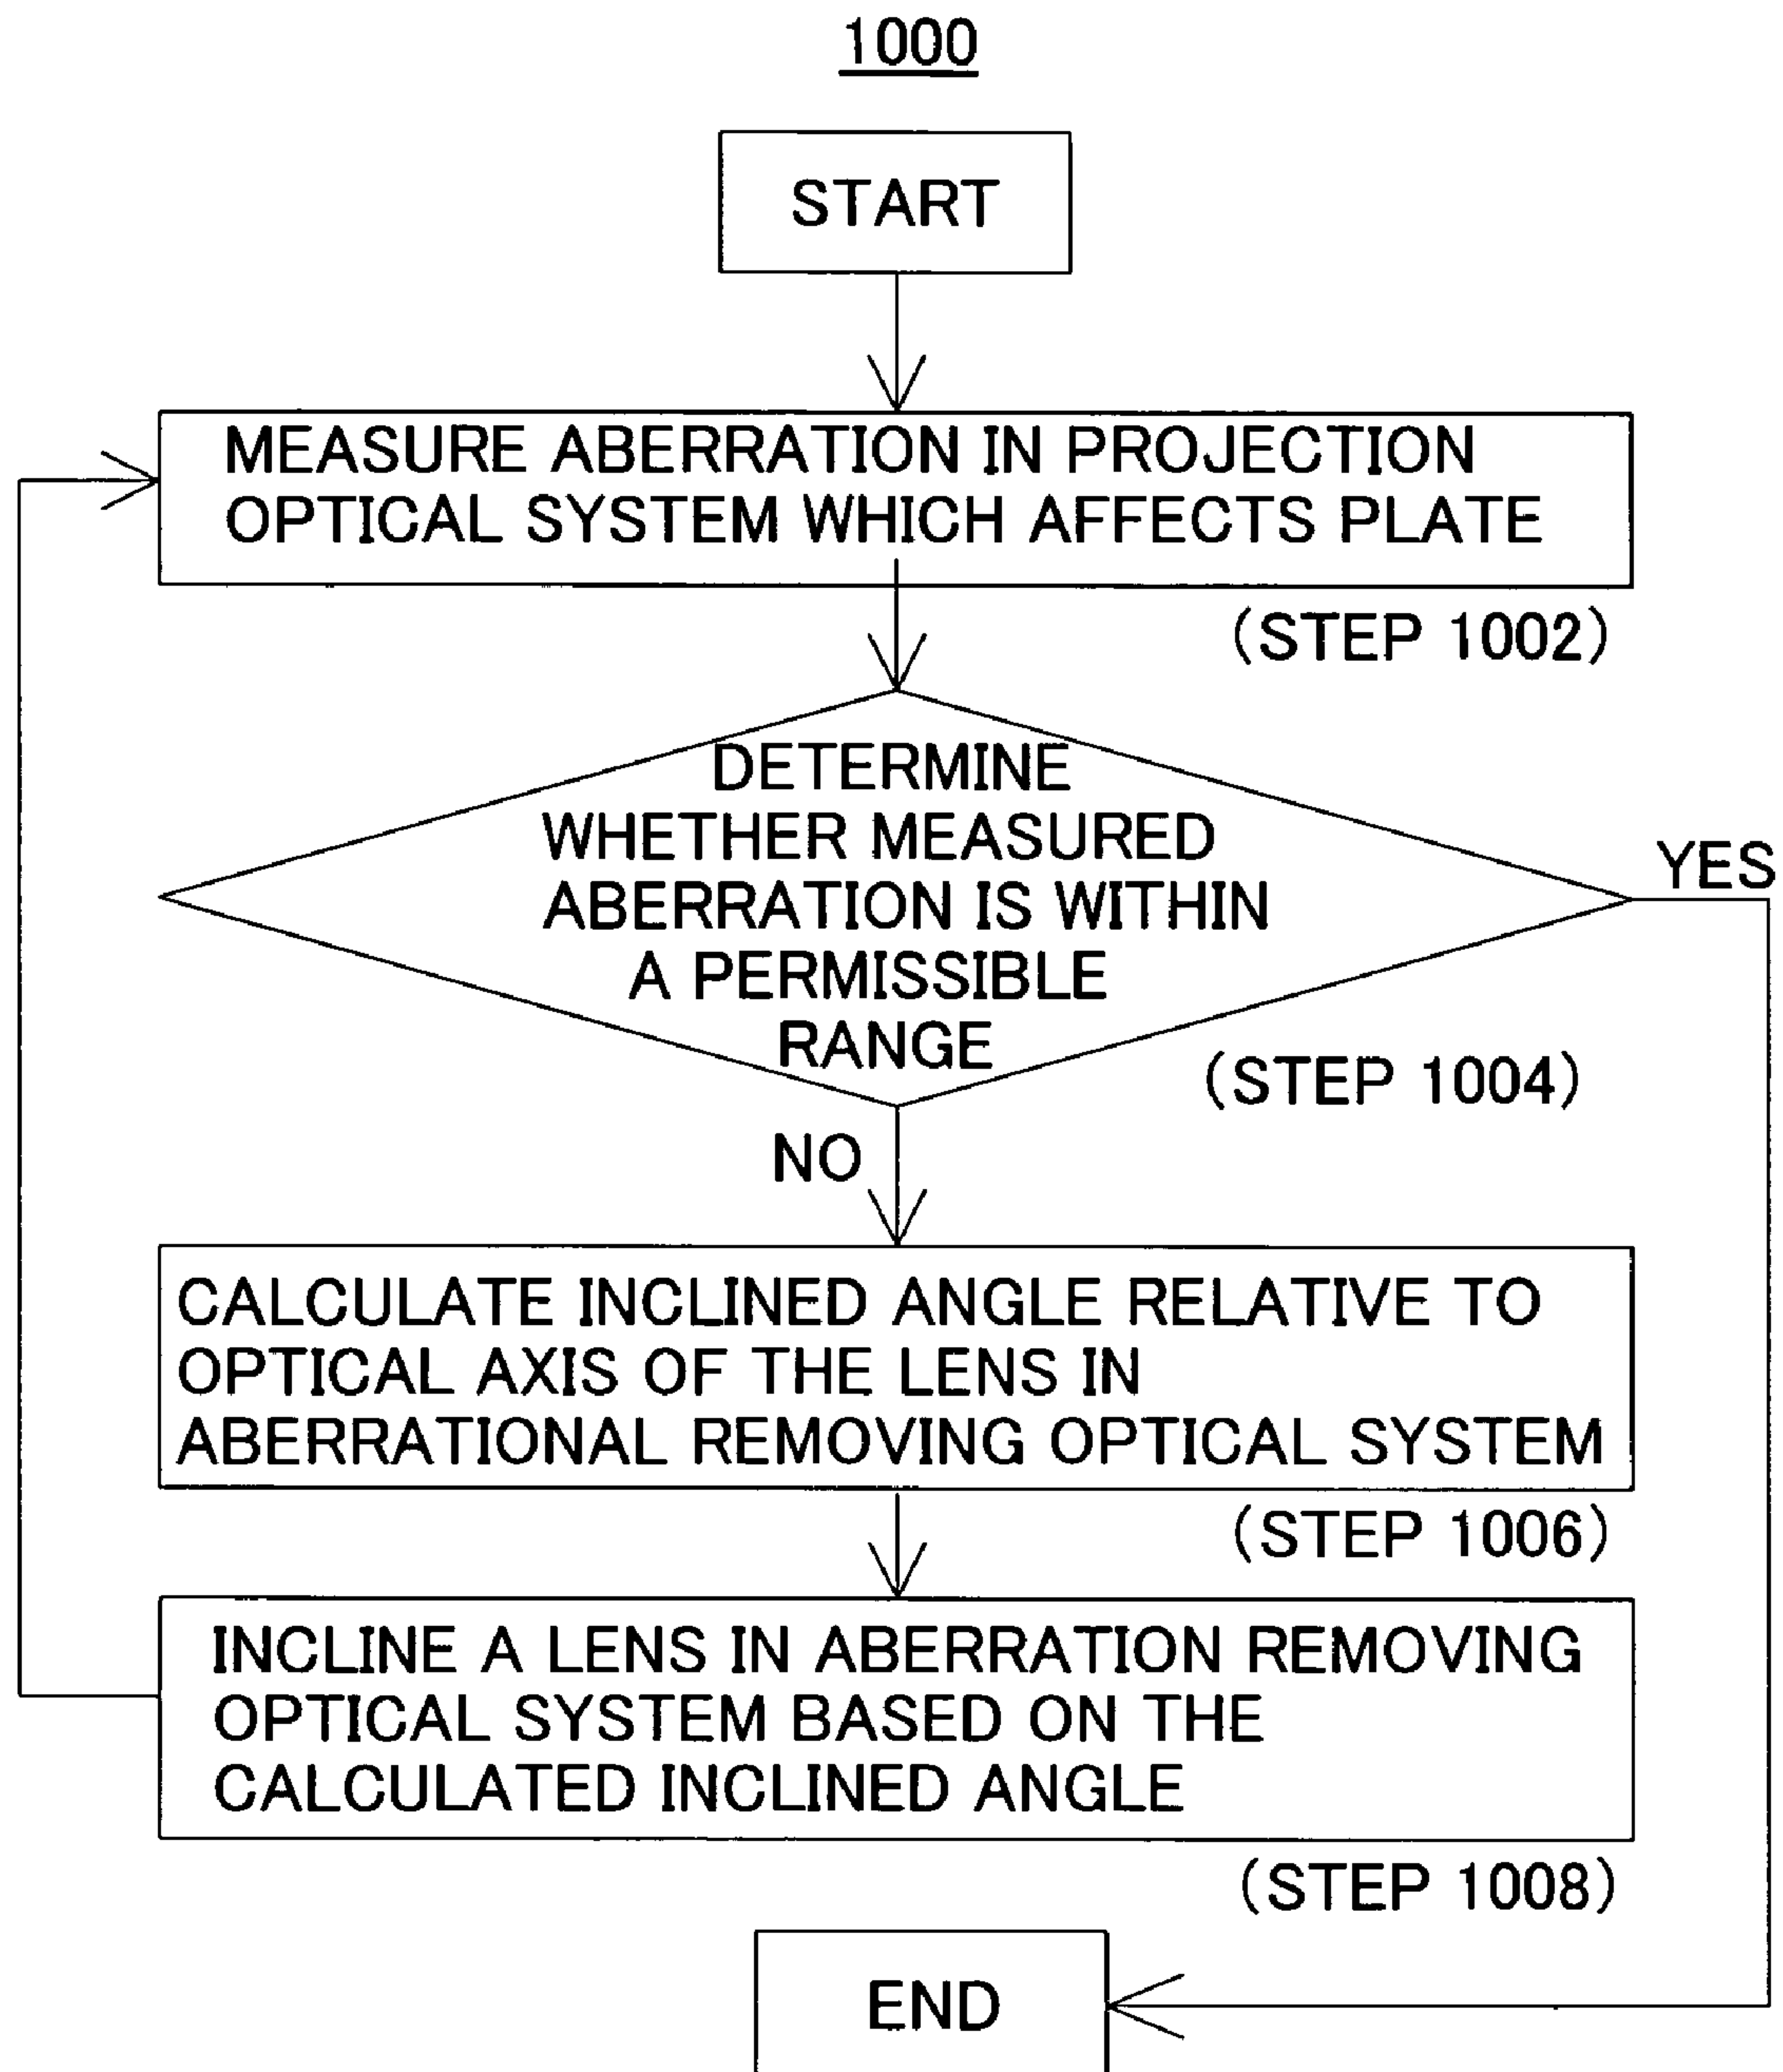 1000
START
MEASURE ABERRATION IN PROJECTION
OPTICAL SYSTEM WHICH AFFECTS PLATE
(STEP 1002)
DETERMINE
WHETHER MEASURED
ABERRATION IS WITHIN
A PERMISSIBLE
RANGE
YES
(STEP 1004)
NO
CALCULATE INCLINED ANGLE RELATIVE TO
OPTICAL AXIS OF THE LENS IN
ABERRATIONAL REMOVING OPTICAL SYSTEM
(STEP 1006)
INCLINE A LENS IN ABERRATION REMOVING
OPTICAL SYSTEM BASED ON THE
CALCULATED INCLINED ANGLE
(STEP 1008)
END